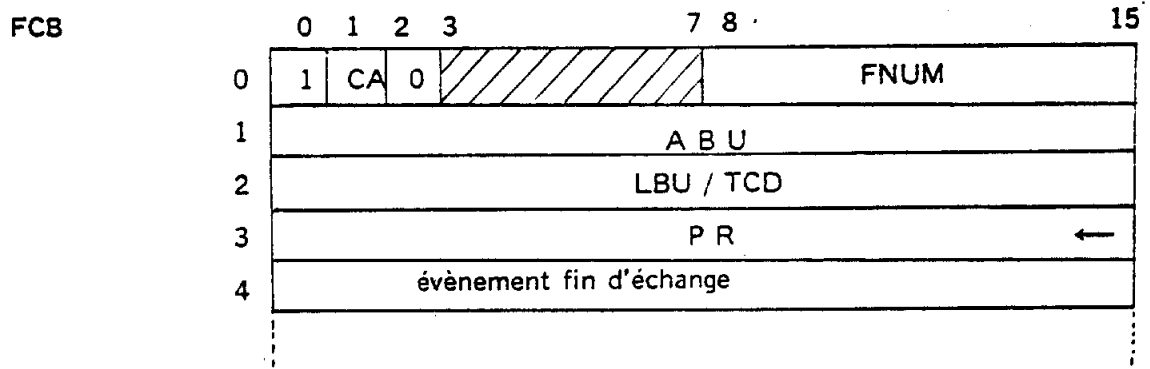 FCB 0 1 2 3 7 8 15
0 1 CA 0 FNUM
1 A B U
2 LBU / TCD
3 P R ←
4 évènement fin d'échange